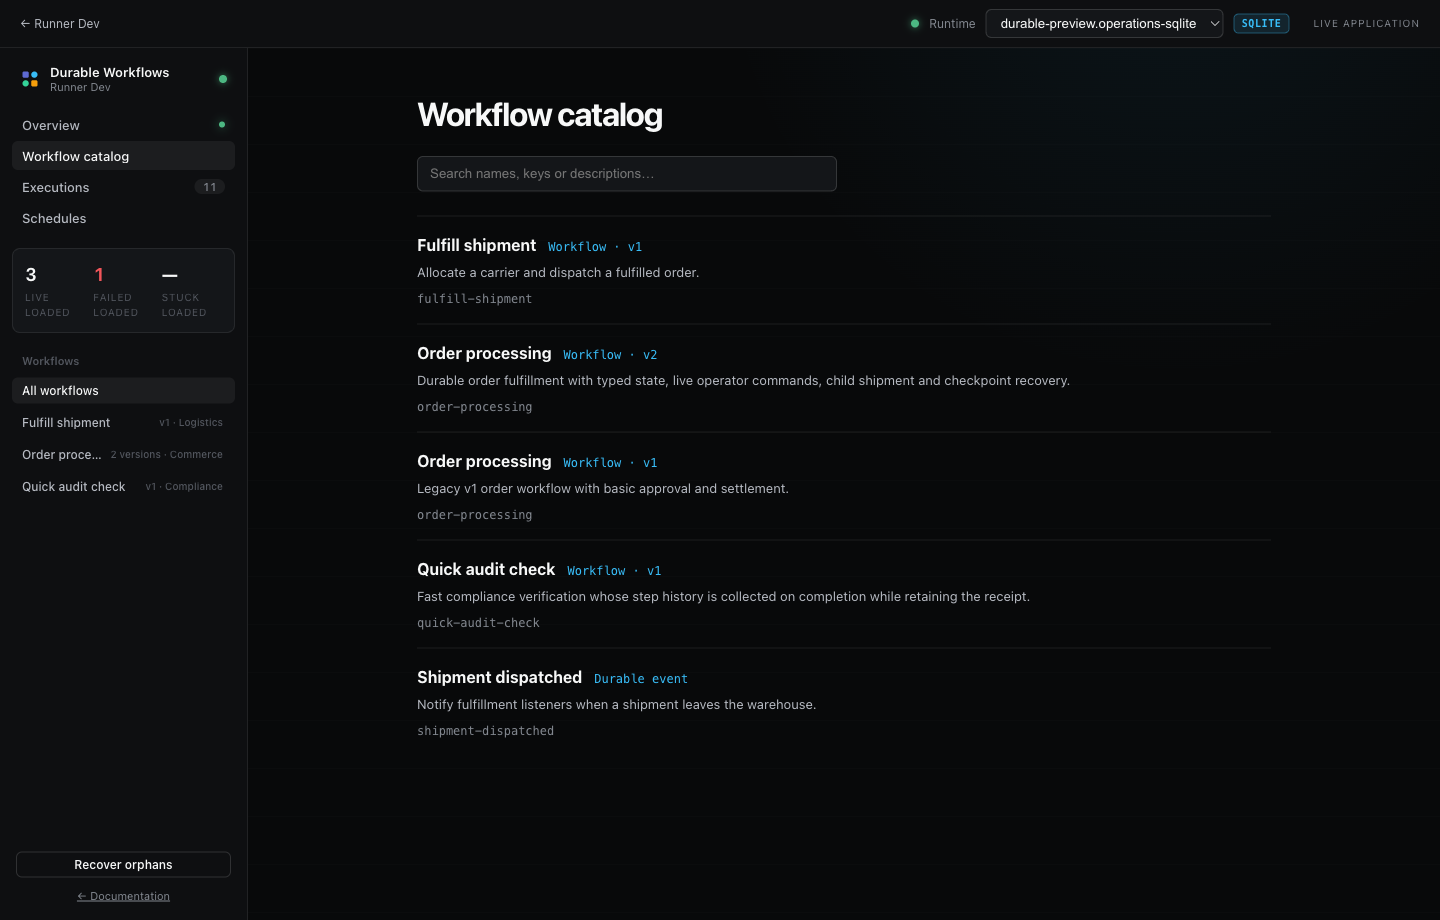 ← Runner Dev
Runtime
durable-preview.operations-sqlite
SQLITE
LIVE APPLICATION
Durable Workflows
Runner Dev
Overview
Workflow catalog
Executions
11
Schedules
3
LIVE
LOADED
1
FAILED
LOADED
—
STUCK
LOADED
Workflows
All workflows
Fulfill shipment v1 · Logistics
Order proce... 2 versions · Commerce
Quick audit check v1 · Compliance
Recover orphans
← Documentation
Workflow catalog
Search names, keys or descriptions...
Fulfill shipment Workflow · v1
Allocate a carrier and dispatch a fulfilled order.
fulfill-shipment
Order processing Workflow · v2
Durable order fulfillment with typed state, live operator commands, child shipment and checkpoint recovery.
order-processing
Order processing Workflow · v1
Legacy v1 order workflow with basic approval and settlement.
order-processing
Quick audit check Workflow · v1
Fast compliance verification whose step history is collected on completion while retaining the receipt.
quick-audit-check
Shipment dispatched Durable event
Notify fulfillment listeners when a shipment leaves the warehouse.
shipment-dispatched